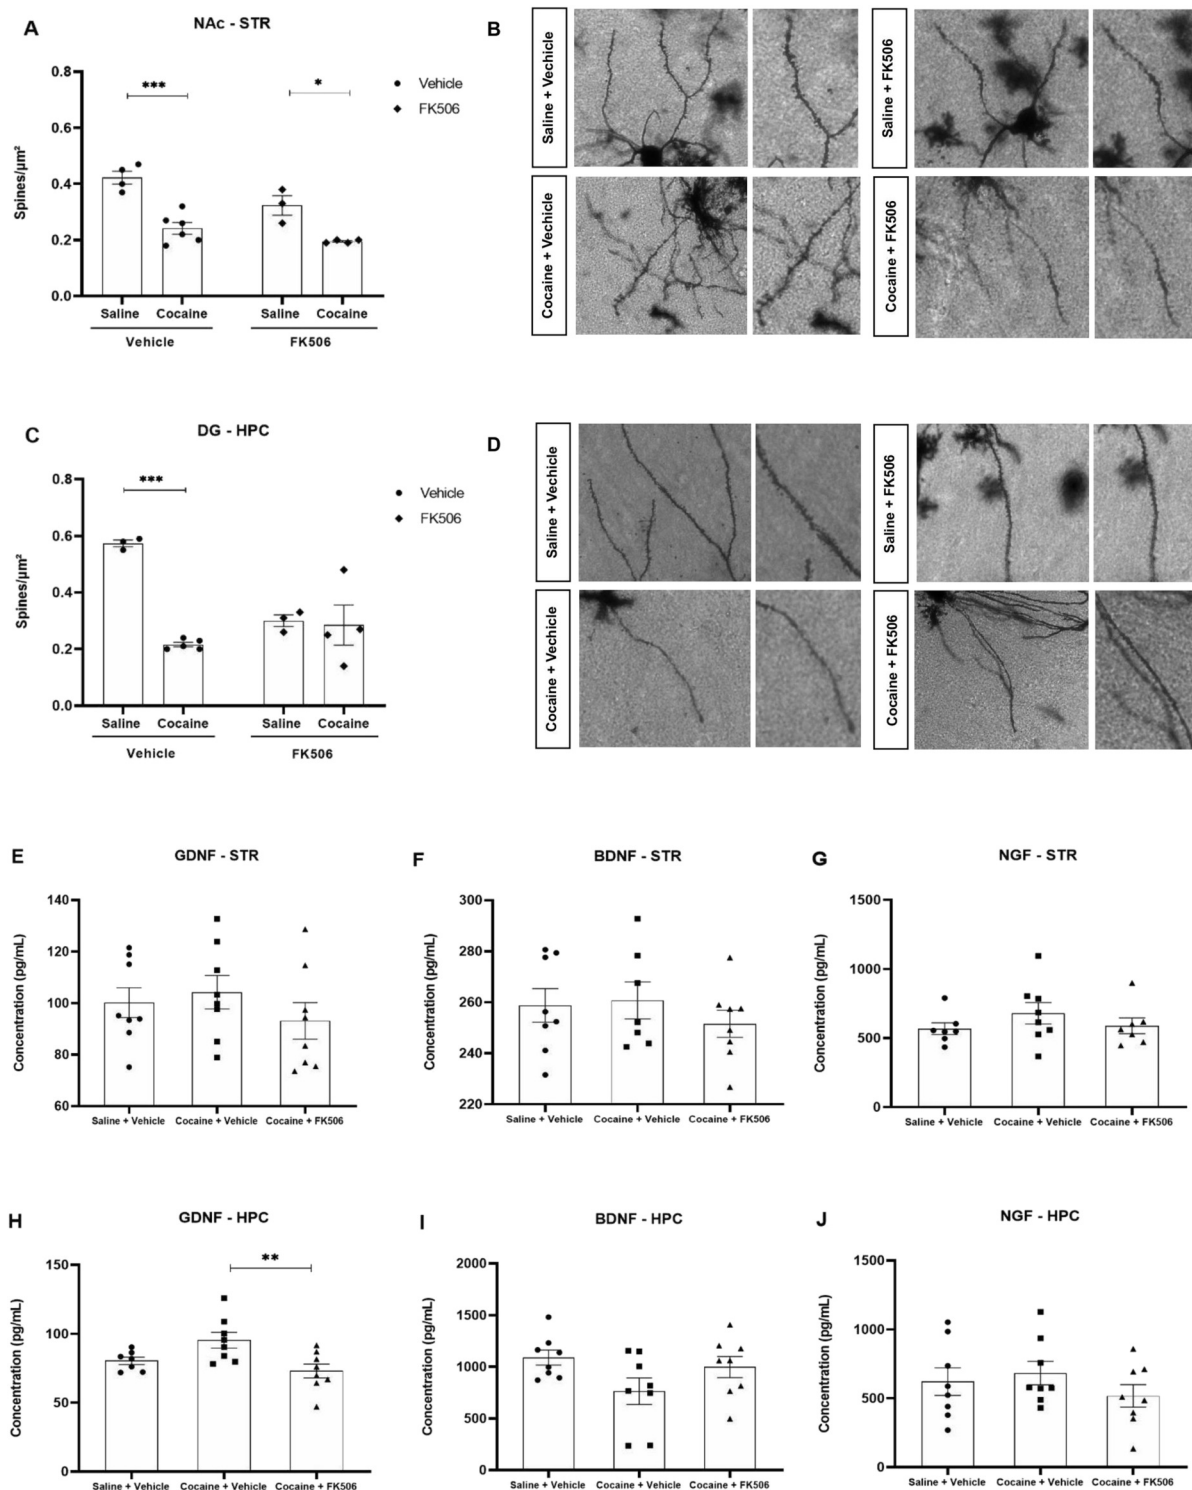 A
NAc - STR
Spines/µm²
0.8
0.6
0.4
0.2
0.0
***
*
Vehicle
FK506
Saline
Cocaine
Saline
Cocaine
Vehicle
FK506
B
Saline + Vechicle
Saline + FK506
Cocaine + Vechicle
Cocaine + FK506
C
DG - HPC
Spines/µm²
0.8
0.6
0.4
0.2
0.0
***
Vehicle
FK506
Saline
Cocaine
Saline
Cocaine
Vehicle
FK506
D
Saline + Vechicle
Saline + FK506
Cocaine + Vechicle
Cocaine + FK506
E
GDNF - STR
Concentration (pg/mL)
140
120
100
80
60
Saline + Vehicle
Cocaine + Vehicle
Cocaine + FK506
F
BDNF - STR
Concentration (pg/mL)
300
280
260
240
220
Saline + Vehicle
Cocaine + Vehicle
Cocaine + FK506
G
NGF - STR
Concentration (pg/mL)
1500
1000
500
0
Saline + Vehicle
Cocaine + Vehicle
Cocaine + FK506
H
GDNF - HPC
Concentration (pg/mL)
150
100
50
0
**
Saline + Vehicle
Cocaine + Vehicle
Cocaine + FK506
I
BDNF - HPC
Concentration (pg/mL)
2000
1500
1000
500
0
Saline + Vehicle
Cocaine + Vehicle
Cocaine + FK506
J
NGF - HPC
Concentration (pg/mL)
1500
1000
500
0
Saline + Vehicle
Cocaine + Vehicle
Cocaine + FK506